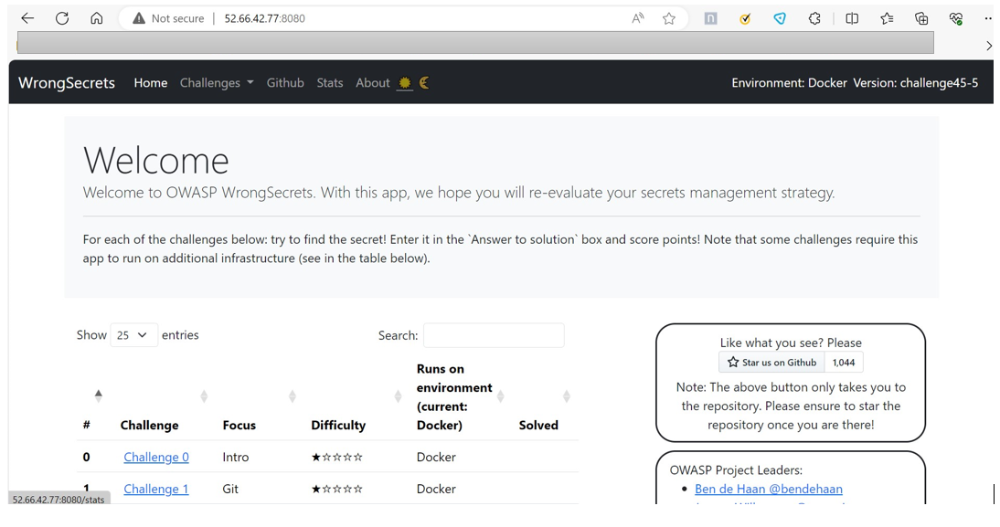 Not secure 52.66.42.77:8080
WrongSecrets Home Challenges Github Stats About Environment: Docker Version: challenge45-5
Welcome
Welcome to OWASP WrongSecrets. With this app, we hope you will re-evaluate your secrets management strategy.
For each of the challenges below: try to find the secret! Enter it in the `Answer to solution` box and score points! Note that some challenges require this
app to run on additional infrastructure (see in the table below).
Show 25 entries Search:
# Challenge Focus Difficulty Runs on environment (current: Docker) Solved
0 Challenge 0 Intro ★☆☆☆☆ Docker
1 Challenge 1 Git ★☆☆☆☆ Docker
Like what you see? Please
Star us on Github 1,044
Note: The above button only takes you to
the repository. Please ensure to star the
repository once you are there!
OWASP Project Leaders:
• Ben de Haan @bendehaan
52.66.42.77:8080/stats